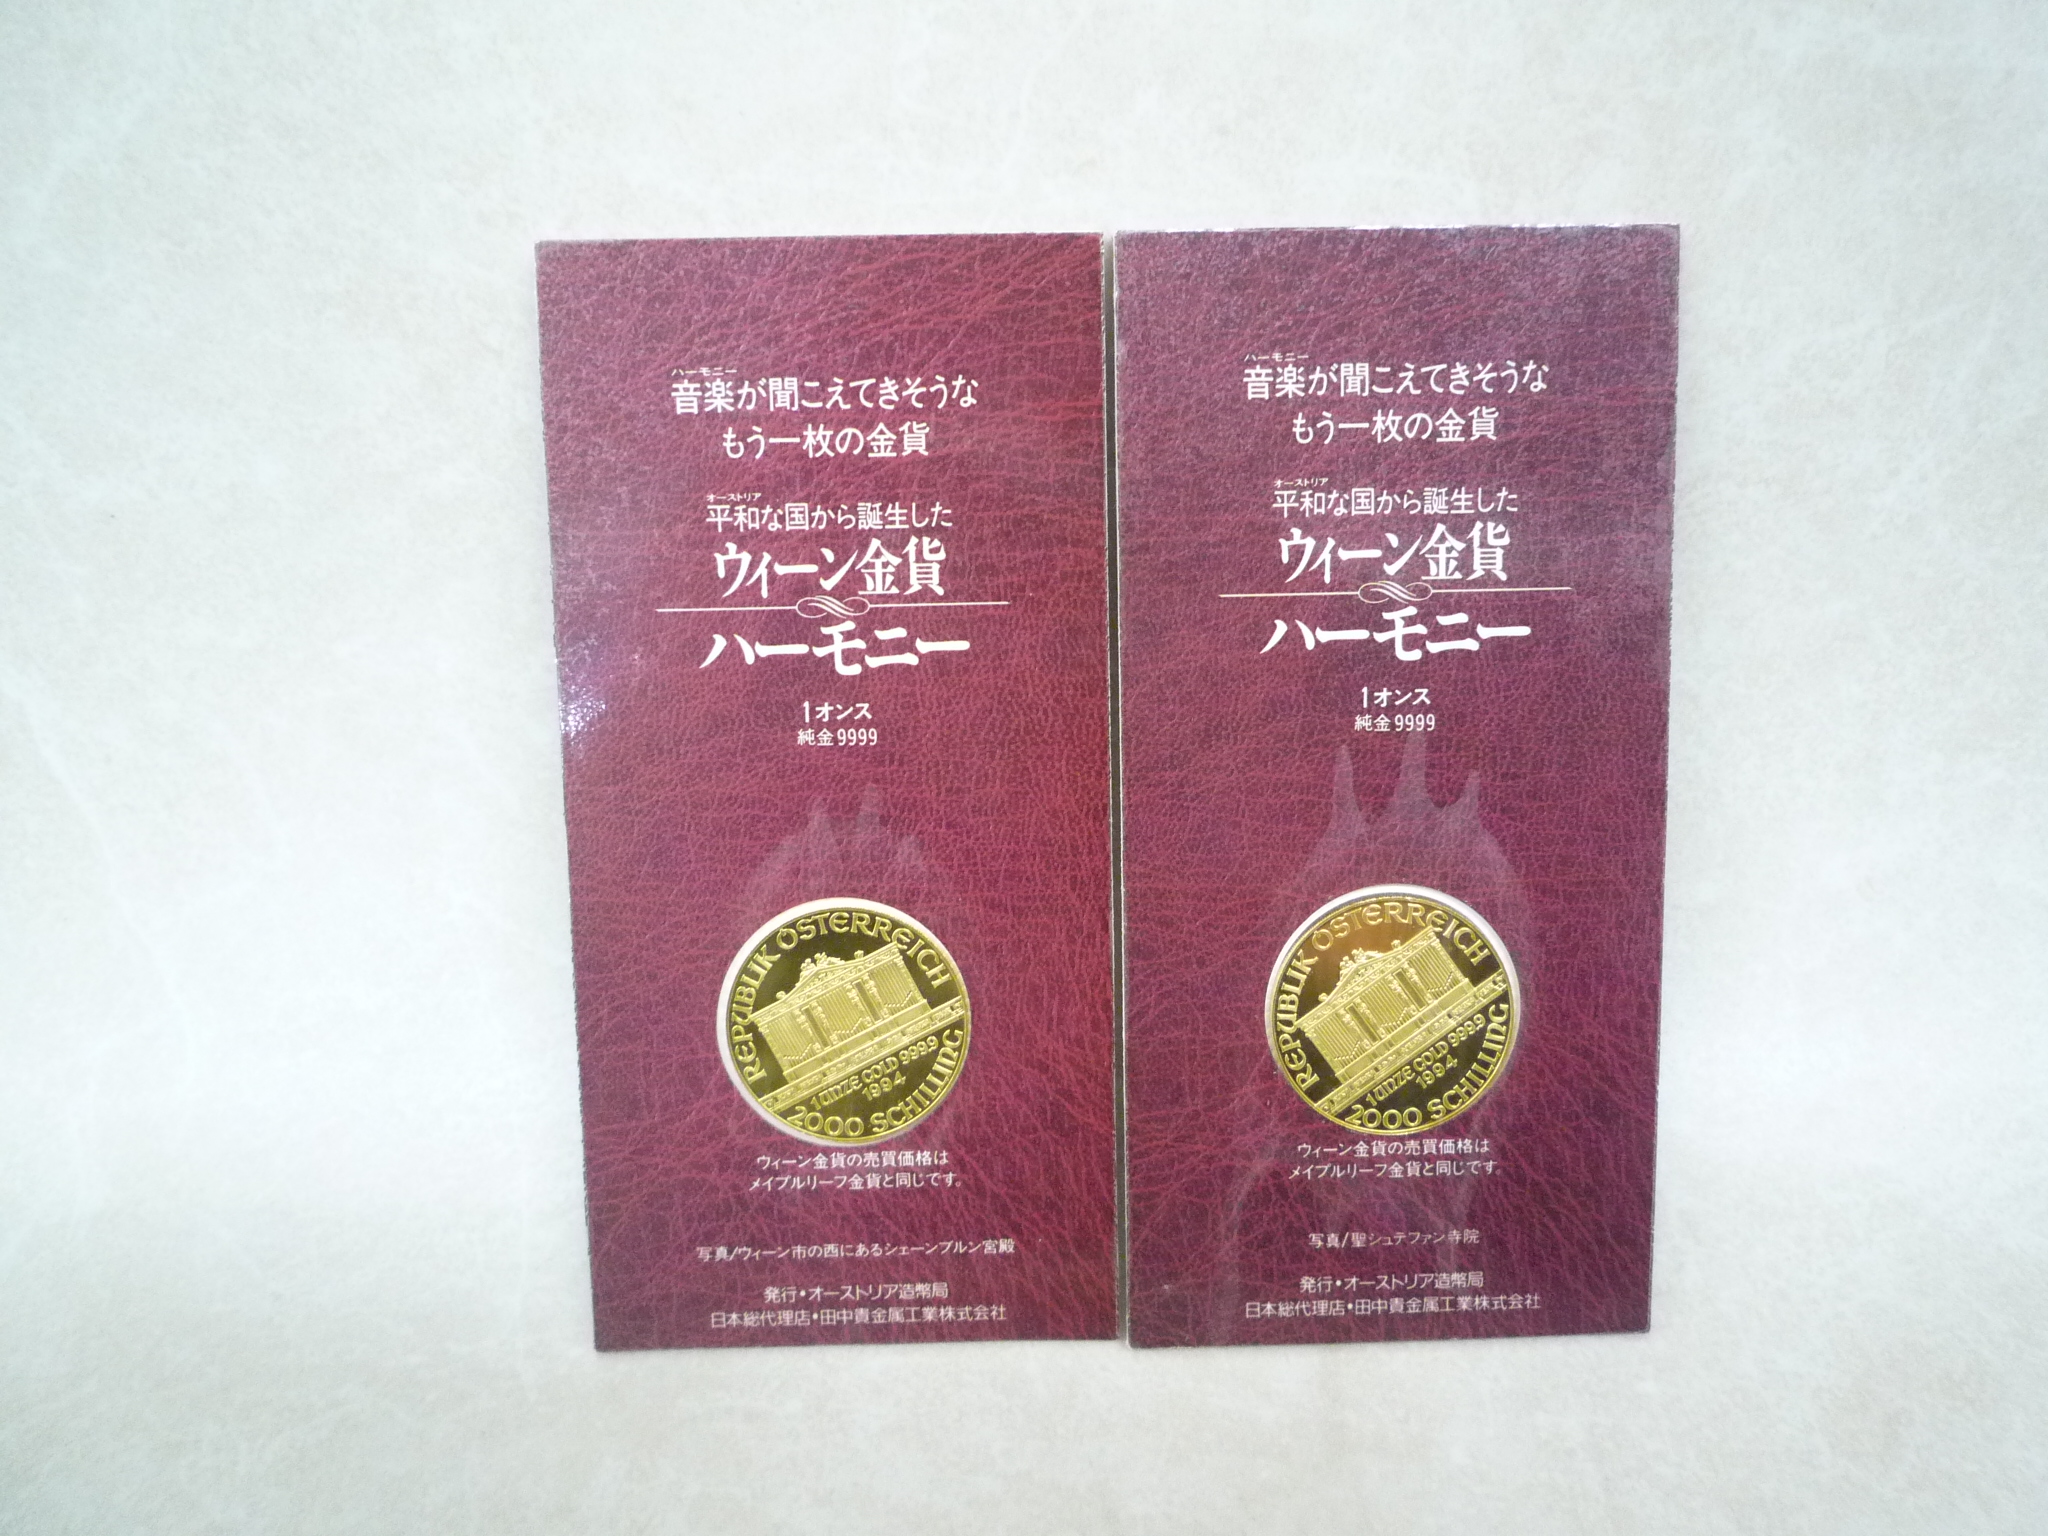 ハーモニー
音楽が聞こえてきそうな
もう一枚の金貨
オーストリア
平和な国から誕生した
ウィーン金貨
ハーモニー
1オンス
純金9999
REPUBLIK ÖSTERREICH
1 UNZE GOLD 999.9
1994
2000 SCHILLING
ウィーン金貨の売買価格は
メイプルリーフ金貨と同じです。
写真/ウィーン市の西にあるシェーンブルン宮殿
発行・オーストリア造幣局
日本総代理店・田中貴金属工業株式会社
ハーモニー
音楽が聞こえてきそうな
もう一枚の金貨
オーストリア
平和な国から誕生した
ウィーン金貨
ハーモニー
1オンス
純金9999
REPUBLIK ÖSTERREICH
1 UNZE GOLD 999.9
1994
2000 SCHILLING
ウィーン金貨の売買価格は
メイプルリーフ金貨と同じです。
写真/聖シュテファン寺院
発行・オーストリア造幣局
日本総代理店・田中貴金属工業株式会社